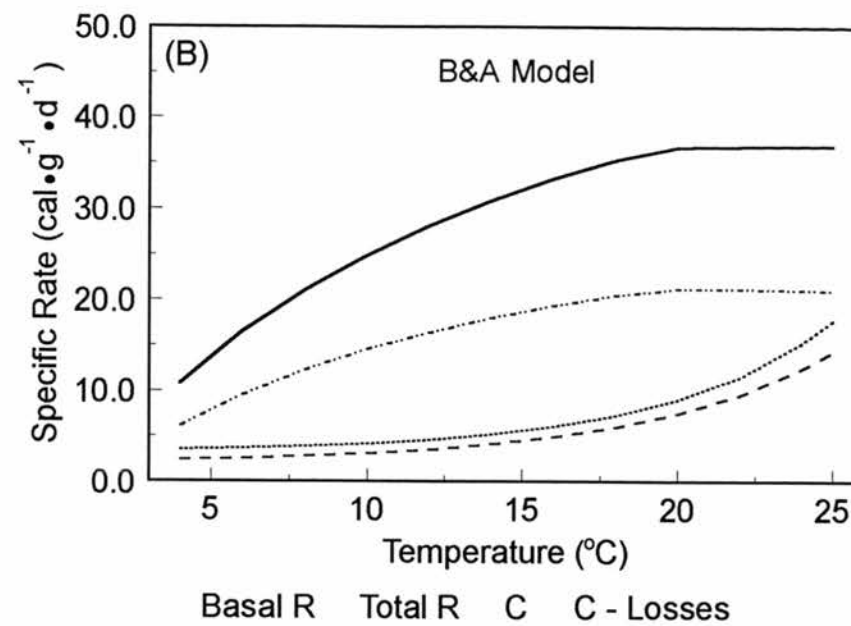 (B)
B&A Model
Specific Rate (cal•g⁻¹•d⁻¹)
50.0
40.0
30.0
20.0
10.0
0.0
5 10 15 20 25
Temperature (°C)
Basal R Total R C C - Losses